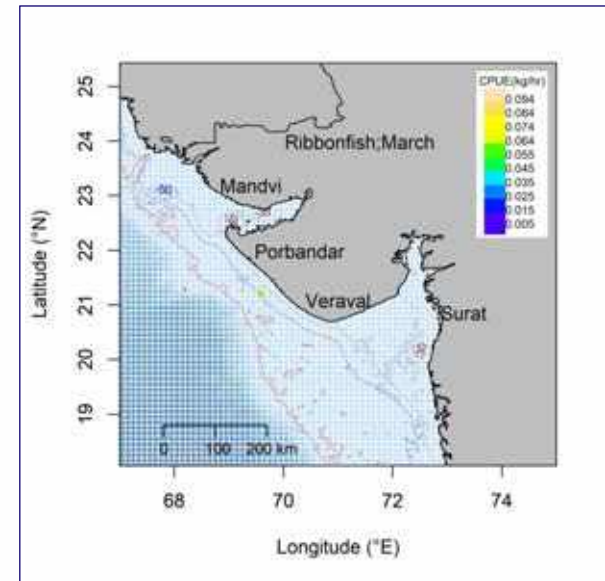 CPUE(kg/hr)
0.094
0.084
0.074
0.064
0.055
0.045
0.035
0.025
0.015
0.005
Ribbonfish;March
Mandvi
Porbandar
Veraval
Surat
25
24
23
22
21
20
19
Latitude (°N)
0 100 200 km
68 70 72 74
Longitude (°E)